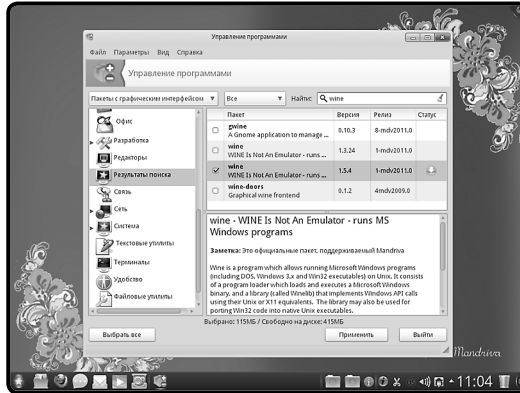 Управление программами
Файл Параметры Вид Справка
Управление программами
Пакеты с графическим интерфейсом Все Найти: wine
Пакет Версия Релиз Статус
Офис
Разработка
Редакторы
Результаты поиска
Связь
Сеть
Система
Текстовые утилиты
Терминалы
Удобство
Файловые утилиты
gwine
A Gnome application to manage ... 0.10.3 8-mdv2011.0
wine
WINE Is Not An Emulator - runs ... 1.3.24 1-mdv2011.0
wine
WINE Is Not An Emulator - runs ... 1.5.4 1-mdv2011.0
wine-doors
Graphical wine frontend 0.1.2 4mdv2009.0
wine - WINE Is Not An Emulator - runs MS
Windows programs
Заметка: Это официальные пакет, поддерживаемый Mandriva
Wine is a program which allows running Microsoft Windows programs
(including DOS, Windows 3.x and Win32 executables) on Unix. It consists
of a program loader which loads and executes a Microsoft Windows
binary, and a library (called Winelib) that implements Windows API calls
using their Unix or X11 equivalents. The library may also be used for
porting Win32 code into native Unix executables.
Выбрано: 115МБ / Свободно на диске: 415МБ
Выбрать все Применить Выйти
Mandriva
11:04